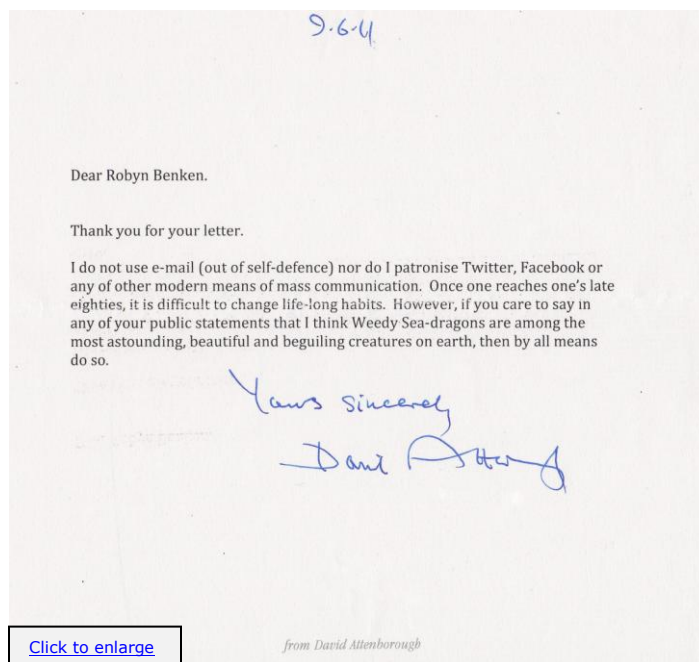 9.6.11
Dear Robyn Benken.
Thank you for your letter.
I do not use e-mail (out of self-defence) nor do I patronise Twitter, Facebook or
any of other modern means of mass communication.  Once one reaches one's late
eighties, it is difficult to change life-long habits.  However, if you care to say in
any of your public statements that I think Weedy Sea-dragons are among the
most astounding, beautiful and beguiling creatures on earth, then by all means
do so.
Yours sincerely
David Attenborough
from David Attenborough
Click to enlarge